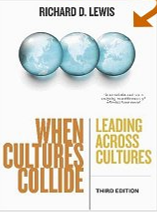 RICHARD D. LEWIS
WHEN
CULTURES
COLLIDE
LEADING
ACROSS
CULTURES
THIRD EDITION